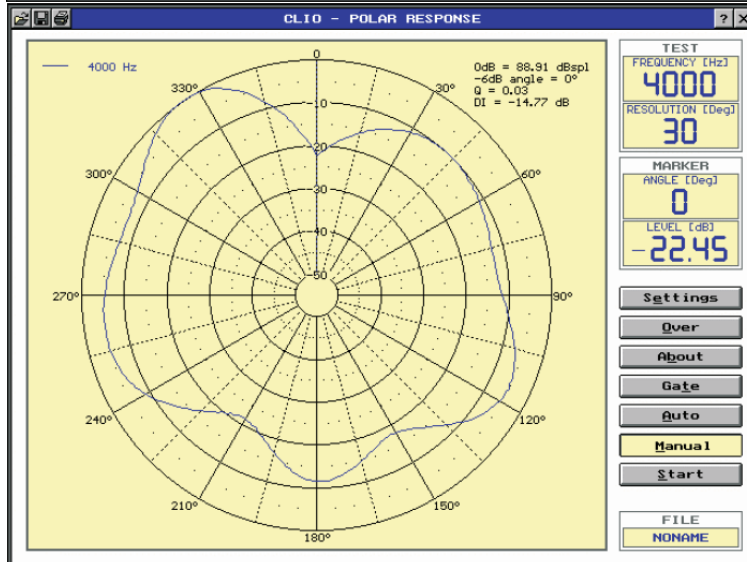 CLIO - POLAR RESPONSE
? X
4000 Hz
0dB = 88.91 dBspl
-6dB angle = 0°
Q = 0.03
DI = -14.77 dB
0
330°
30°
300°
60°
270°
90°
240°
120°
210°
150°
180°
-10
-20
-30
-40
-50
TEST
FREQUENCY [Hz]
4000
RESOLUTION [Deg]
30
MARKER
ANGLE [Deg]
0
LEVEL [dB]
-22.45
Settings
Over
About
Gate
Auto
Manual
Start
FILE
NONAME